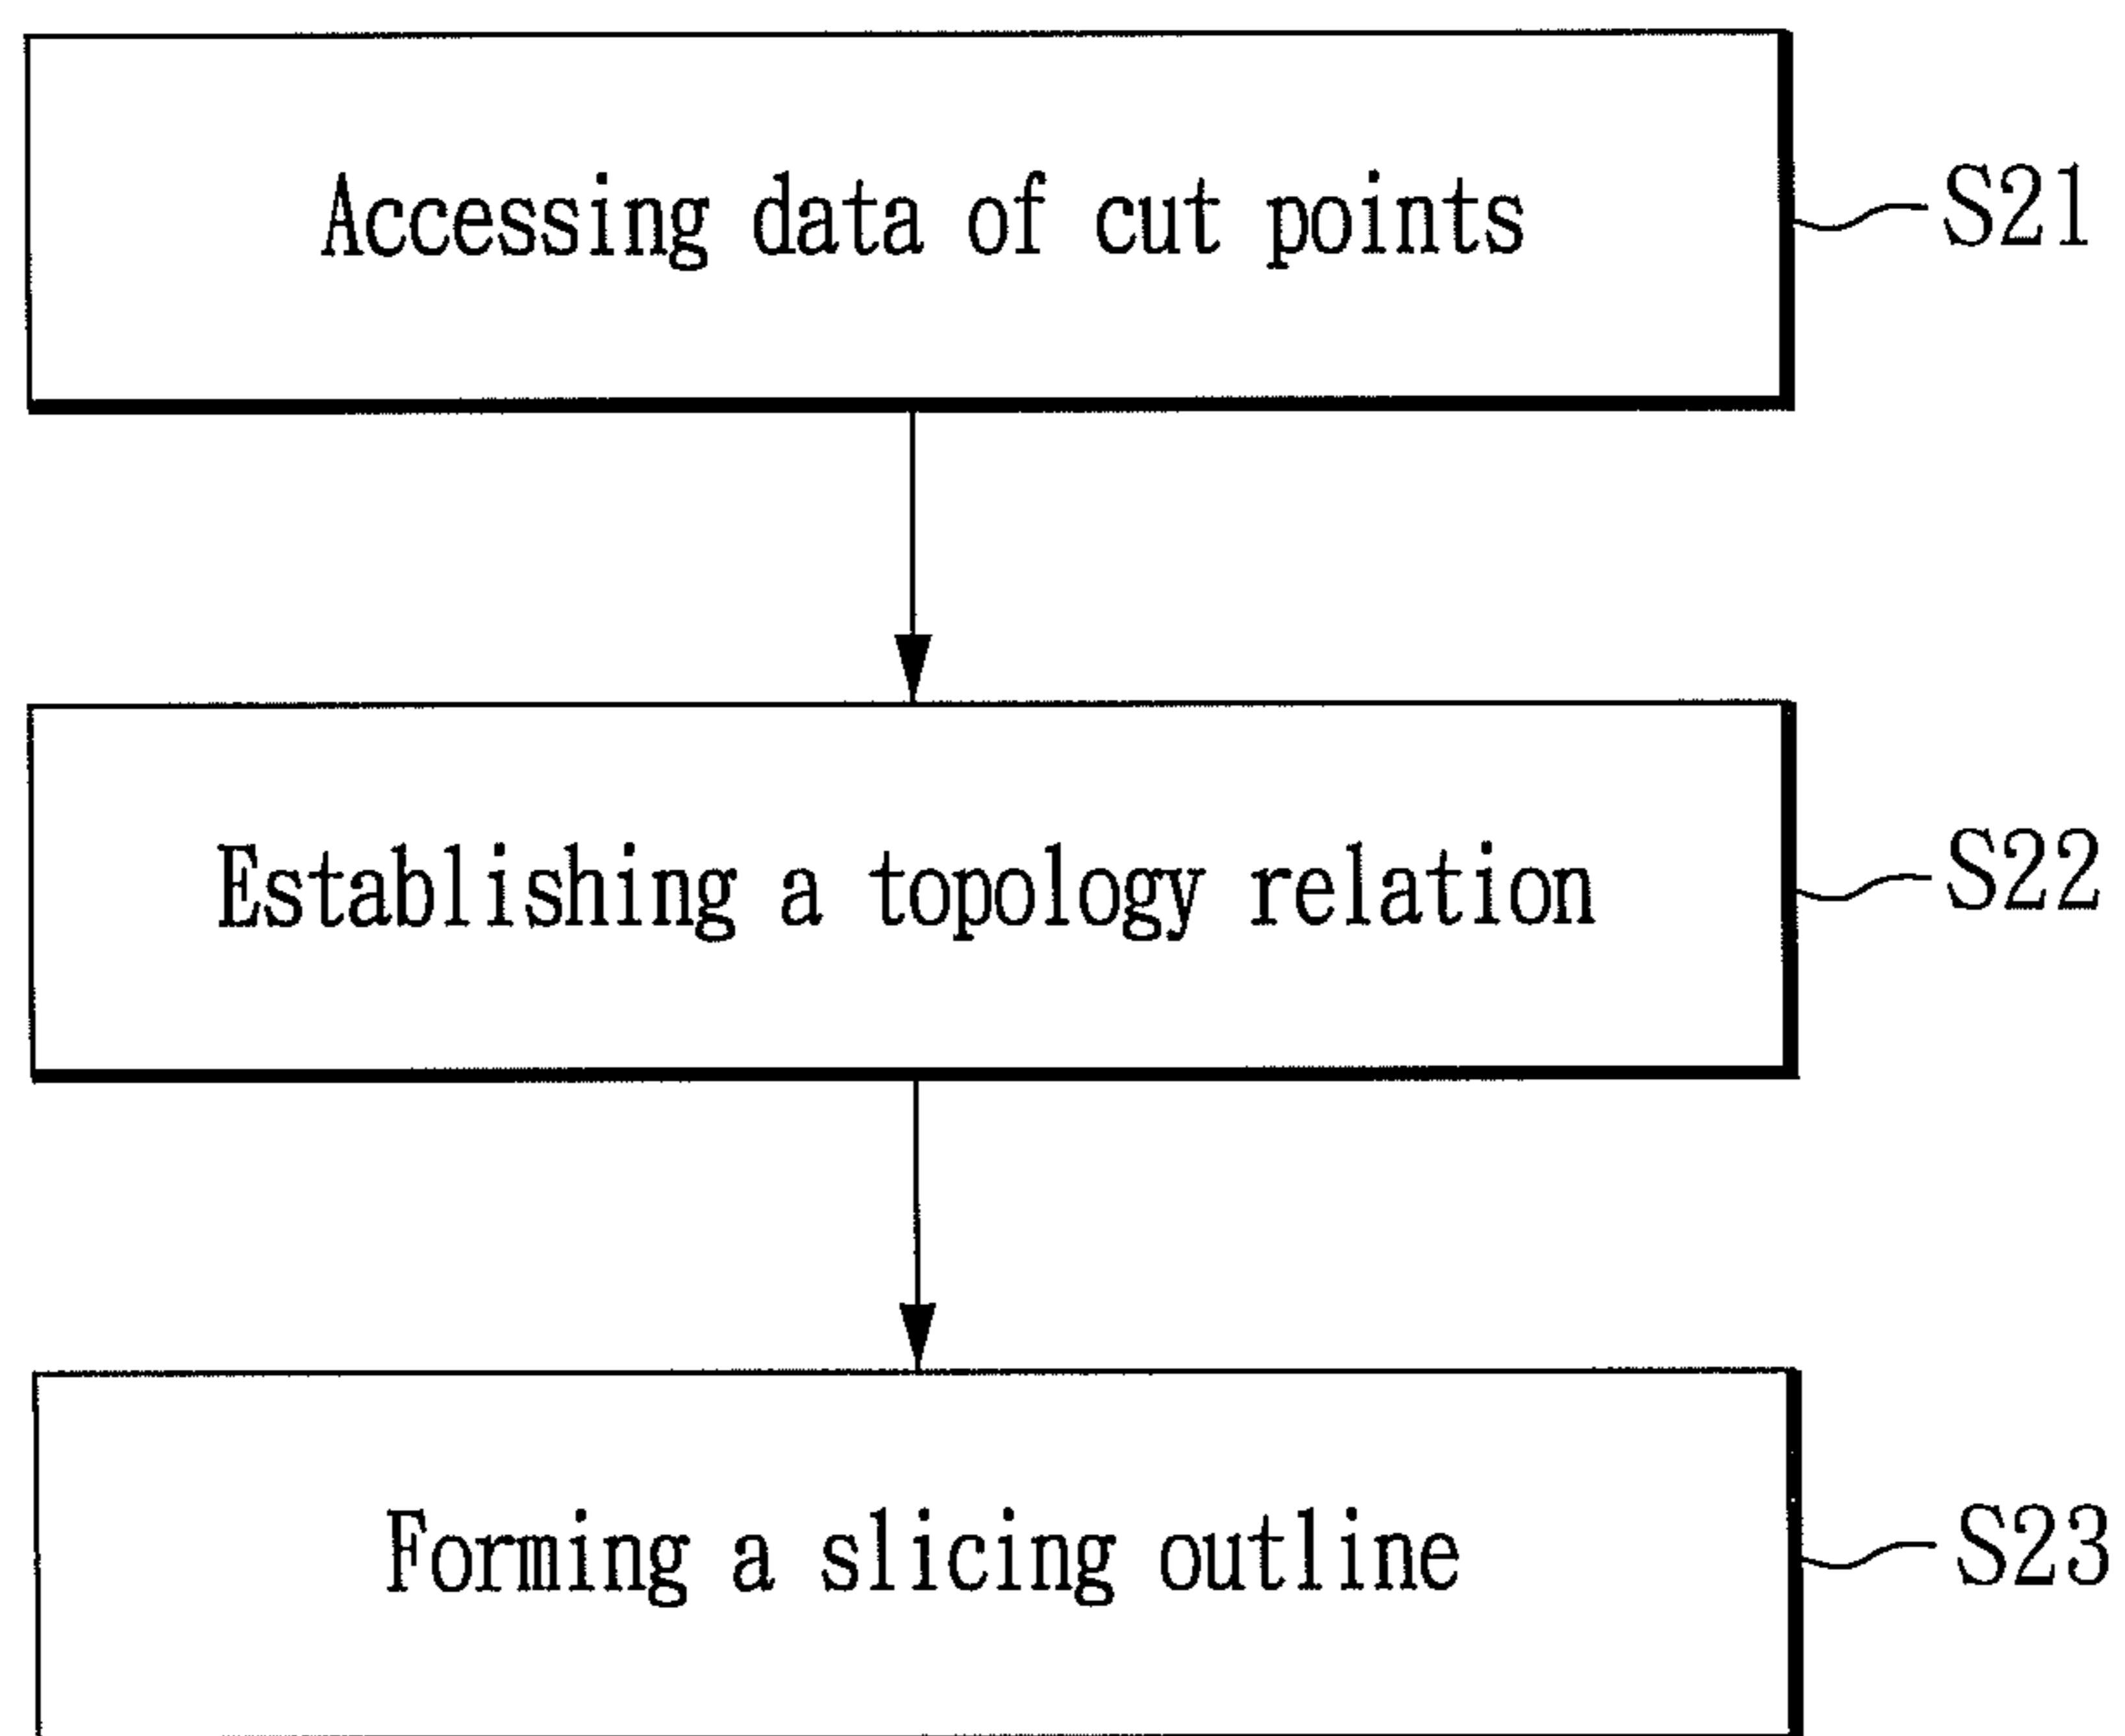 Accessing data of cut points
S21
Establishing a topology relation
S22
Forming a slicing outline
S23